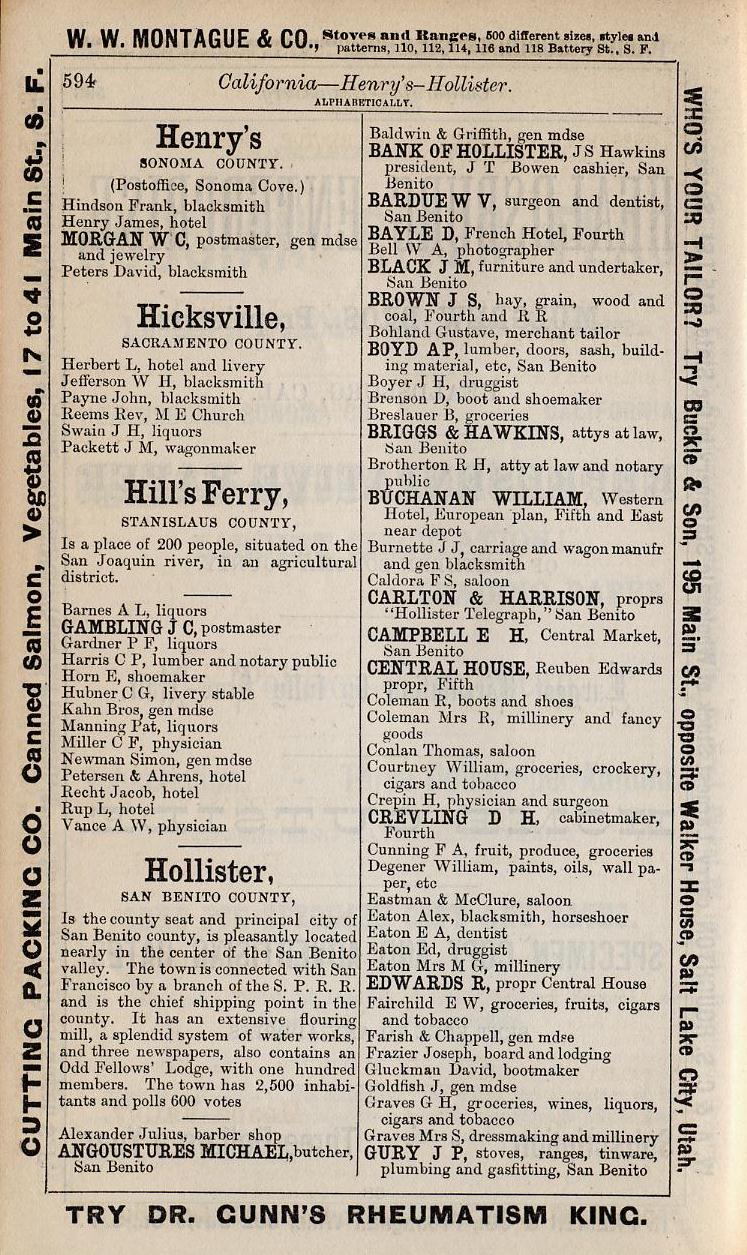 W. W. MONTAGUE & CO., Stoves and Ranges, 600 different sizes, styles and
patterns, 110, 112, 114, 116 and 118 Battery St., S. F.
CUTTING PACKING CO. Canned Salmon, Vegetables, 17 to 41 Main St., S. F.
594 California—Henry's-Hollister.
ALPHABETICALLY.
Henry's
SONOMA COUNTY.
(Postoffice, Sonoma Cove.)
Hindson Frank, blacksmith
Henry James, hotel
MORGAN W C, postmaster, gen mdse
and jewelry
Peters David, blacksmith
Hicksville,
SACRAMENTO COUNTY.
Herbert L, hotel and livery
Jefferson W H, blacksmith
Payne John, blacksmith
Reems Rev, M E Church
Swain J H, liquors
Packett J M, wagonmaker
Hill's Ferry,
STANISLAUS COUNTY,
Is a place of 200 people, situated on the
San Joaquin river, in an agricultural
district.
Barnes A L, liquors
GAMBLING J C, postmaster
Gardner P F, liquors
Harris C P, lumber and notary public
Horn E, shoemaker
Hubner C G, livery stable
Kahn Bros, gen mdse
Manning Pat, liquors
Miller C F, physician
Newman Simon, gen mdse
Petersen & Ahrens, hotel
Recht Jacob, hotel
Rup L, hotel
Vance A W, physician
Hollister,
SAN BENITO COUNTY,
Is the county seat and principal city of
San Benito county, is pleasantly located
nearly in the center of the San Benito
valley. The town is connected with San
Francisco by a branch of the S. P. R. R.
and is the chief shipping point in the
county. It has an extensive flouring
mill, a splendid system of water works,
and three newspapers, also contains an
Odd Fellows' Lodge, with one hundred
members. The town has 2,500 inhabi-
tants and polls 600 votes
Alexander Julius, barber shop
ANGOUSTURES MICHAEL, butcher,
San Benito
Baldwin & Griffith, gen mdse
BANK OF HOLLISTER, J S Hawkins
president, J T Bowen cashier, San
Benito
BARDUE W V, surgeon and dentist,
San Benito
BAYLE D, French Hotel, Fourth
Bell W A, photographer
BLACK J M, furniture and undertaker,
San Benito
BROWN J S, hay, grain, wood and
coal, Fourth and R R
Bohland Gustave, merchant tailor
BOYD A P, lumber, doors, sash, build-
ing material, etc, San Benito
Boyer J H, druggist
Brenson D, boot and shoemaker
Breslauer B, groceries
BRIGGS & HAWKINS, attys at law,
San Benito
Brotherton R H, atty at law and notary
public
BUCHANAN WILLIAM, Western
Hotel, European plan, Fifth and East
near depot
Burnette J J, carriage and wagon manufr
and gen blacksmith
Caldora F S, saloon
CARLTON & HARRISON, proprs
"Hollister Telegraph," San Benito
CAMPBELL E H, Central Market,
San Benito
CENTRAL HOUSE, Reuben Edwards
propr, Fifth
Coleman R, boots and shoes
Coleman Mrs R, millinery and fancy
goods
Conlan Thomas, saloon
Courtney William, groceries, crockery,
cigars and tobacco
Crepin H, physician and surgeon
CREVLING D H, cabinetmaker,
Fourth
Cunning F A, fruit, produce, groceries
Degener William, paints, oils, wall pa-
per, etc
Eastman & McClure, saloon
Eaton Alex, blacksmith, horseshoer
Eaton E A, dentist
Eaton Ed, druggist
Eaton Mrs M G, millinery
EDWARDS R, propr Central House
Fairchild E W, groceries, fruits, cigars
and tobacco
Farish & Chappell, gen mdse
Frazier Joseph, board and lodging
Gluckman David, bootmaker
Goldfish J, gen mdse
Graves G H, groceries, wines, liquors,
cigars and tobacco
Graves Mrs S, dressmaking and millinery
GURY J P, stoves, ranges, tinware,
plumbing and gasfitting, San Benito
WHO'S YOUR TAILOR? Try Buckle & Son, 195 Main St., opposite Walker House, Salt Lake City, Utah.
TRY DR. GUNN'S RHEUMATISM KING.